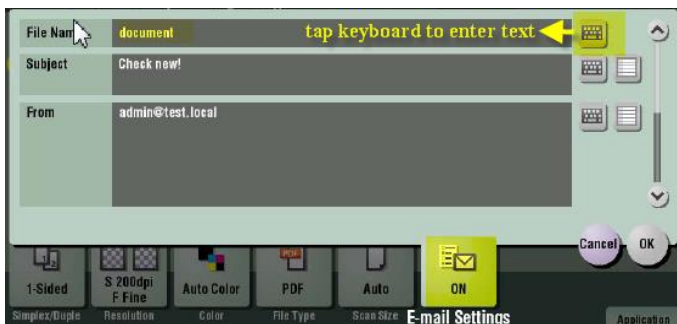 File Name document tap keyboard to enter text
Subject Check new!
From admin@test.local
Cancel OK
1-Sided S 200dpi F Fine Auto Color PDF Auto ON
Simplex/Duple Resolution Color File Type Scan Size E-mail Settings Application